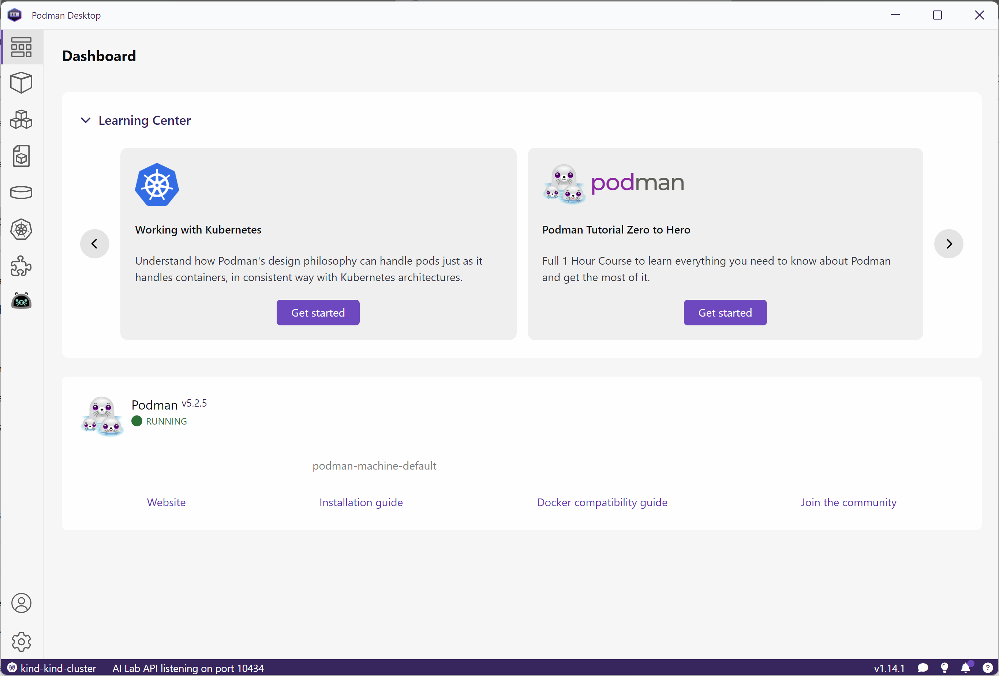 Podman Desktop
Dashboard
Learning Center
Working with Kubernetes
Understand how Podman's design philosophy can handle pods just as it
handles containers, in consistent way with Kubernetes architectures.
Get started
podman
Podman Tutorial Zero to Hero
Full 1 Hour Course to learn everything you need to know about Podman
and get the most of it.
Get started
Podman v5.2.5
RUNNING
podman-machine-default
Website
Installation guide
Docker compatibility guide
Join the community
kind-kind-cluster
AI Lab API listening on port 10434
v1.14.1